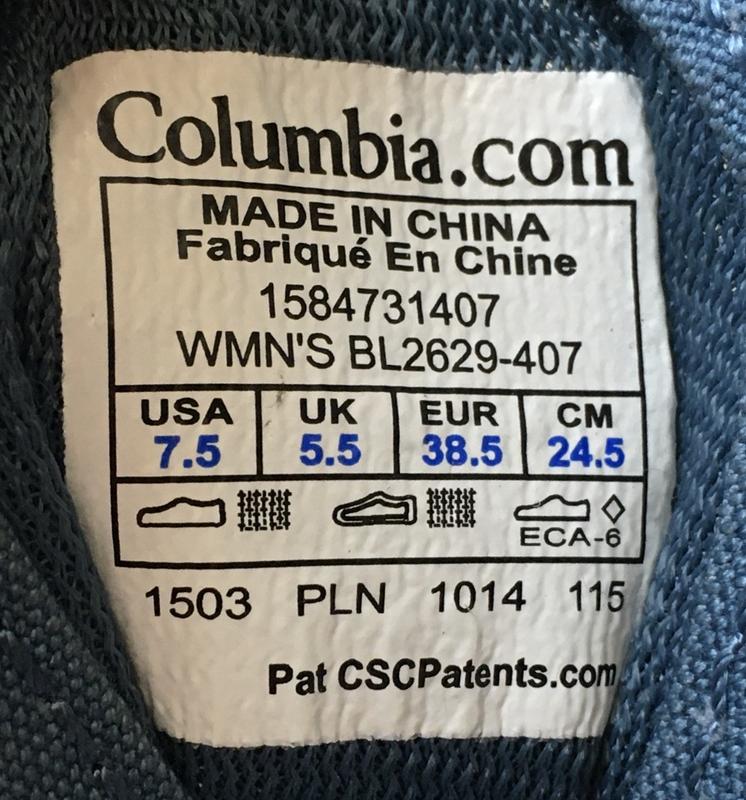 Columbia.com
MADE IN CHINA
Fabriqué En Chine
1584731407
WMN'S BL2629-407
USA UK EUR CM
7.5 5.5 38.5 24.5
ECA-6
1503 PLN 1014 115
Pat CSCPatents.com